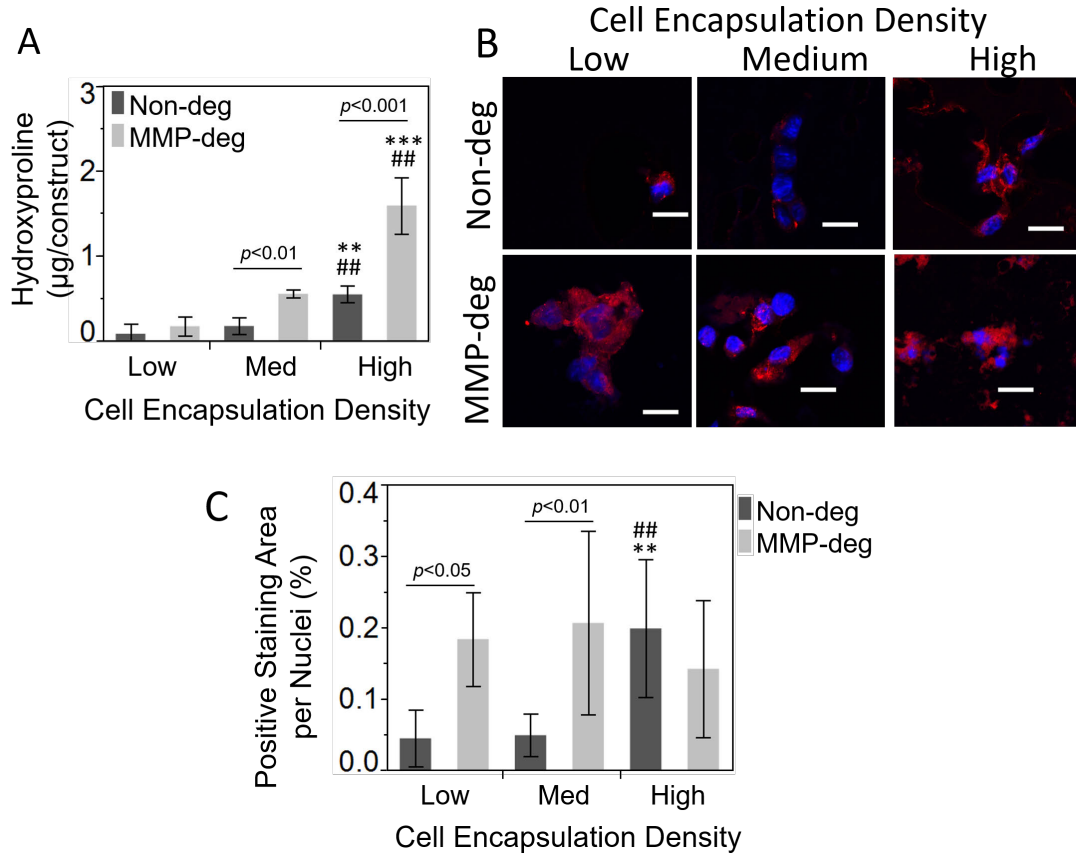 A
3
2
1
0
Hydroxyproline
(µg/construct)
Non-deg
MMP-deg
p<0.001
***
##
p<0.01
**
##
Low
Med
High
Cell Encapsulation Density
B
Cell Encapsulation Density
Low
Medium
High
Non-deg
MMP-deg
C
0.4
0.3
0.2
0.1
0.0
Positive Staining Area
per Nuclei (%)
p<0.05
p<0.01
##
**
Non-deg
MMP-deg
Low
Med
High
Cell Encapsulation Density